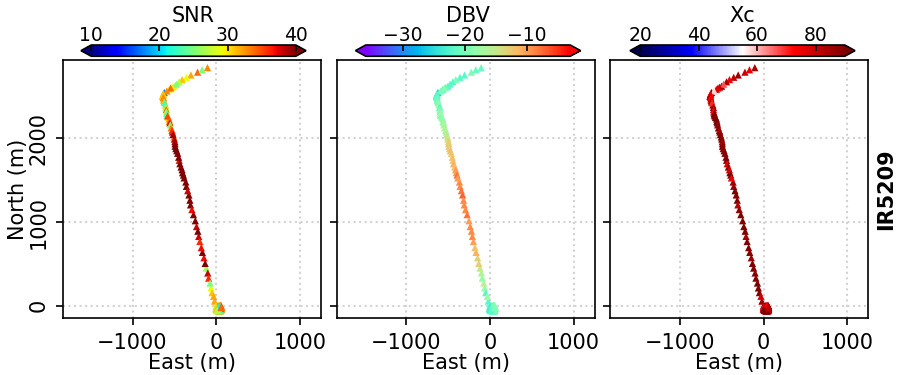 SNR DBV Xc
10 20 30 40 −30 −20 −10 20 40 60 80
2000
1000
0
North (m)
IR5209
−1000 0 1000 −1000 0 1000 −1000 0 1000
East (m) East (m) East (m)